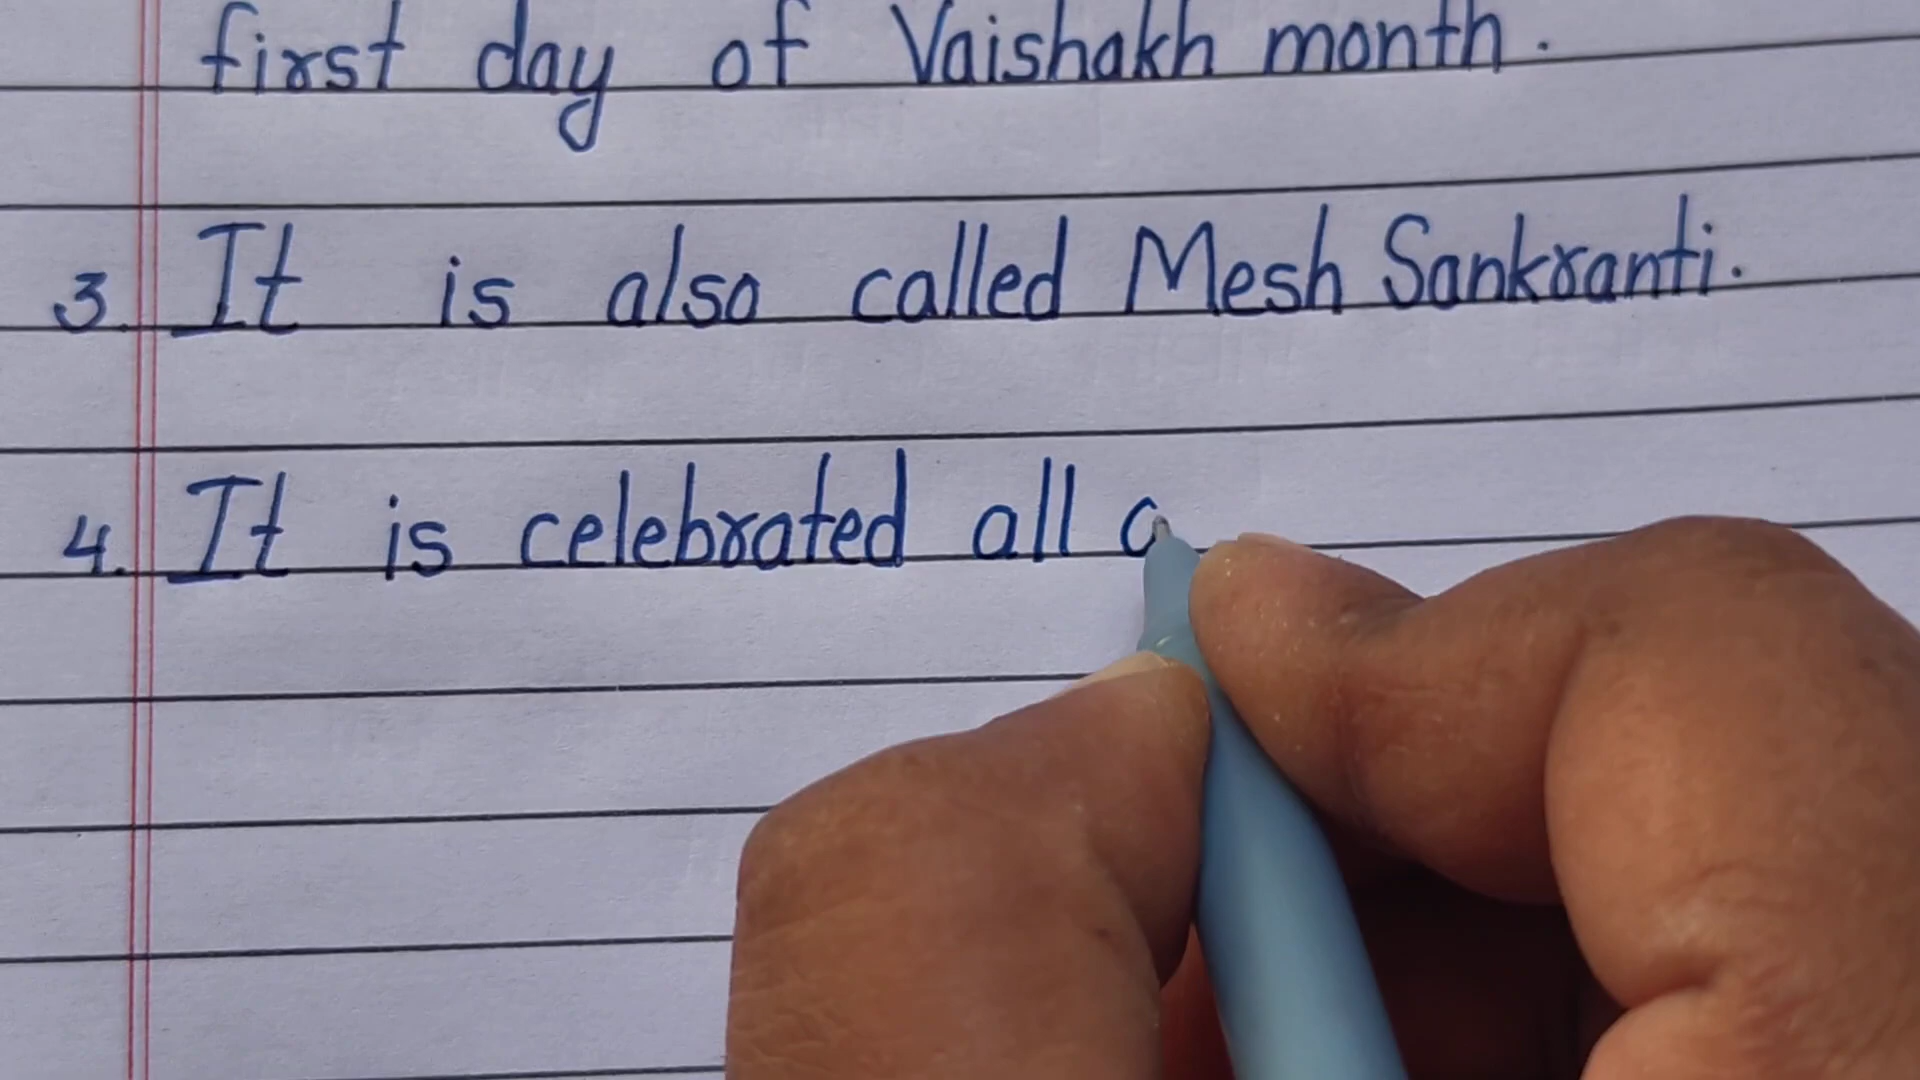 first day of Vaishakh month.
3. It is also called Mesh Sankranti.
4. It is celebrated all